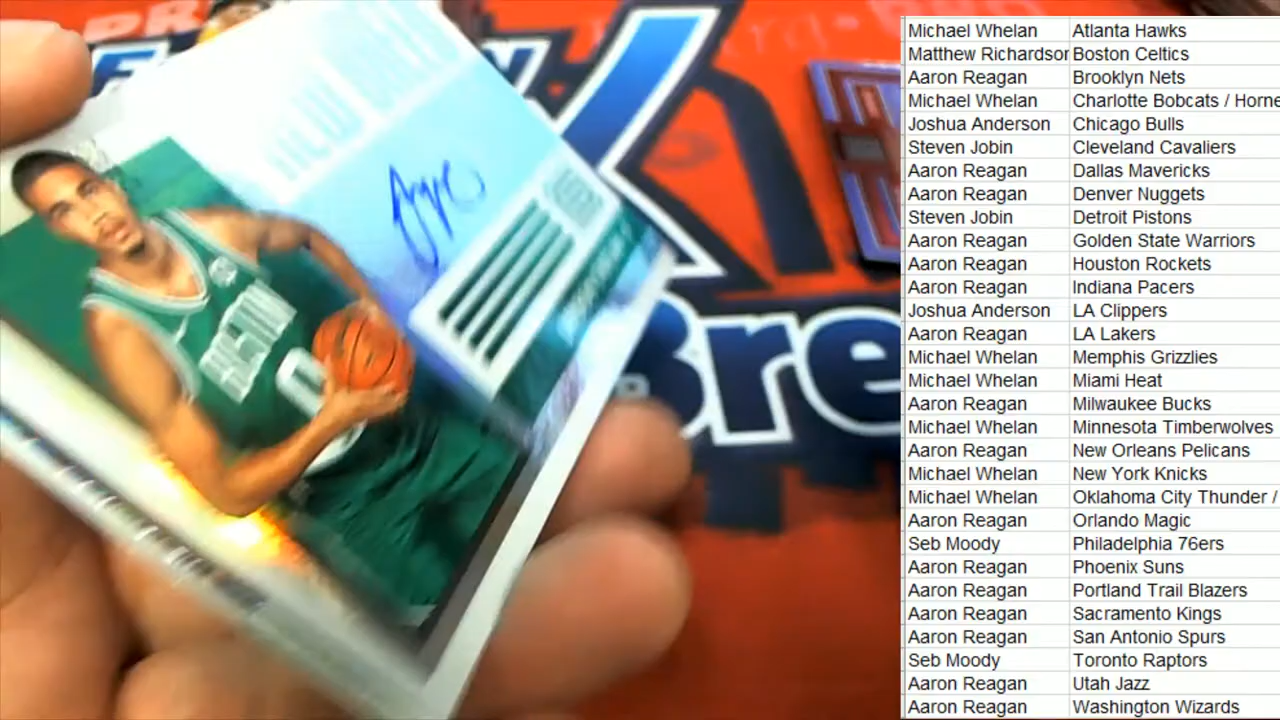 Bre
0
Michael Whelan Atlanta Hawks
Matthew Richardson Boston Celtics
Aaron Reagan Brooklyn Nets
Michael Whelan Charlotte Bobcats / Horne
Joshua Anderson Chicago Bulls
Steven Jobin Cleveland Cavaliers
Aaron Reagan Dallas Mavericks
Aaron Reagan Denver Nuggets
Steven Jobin Detroit Pistons
Aaron Reagan Golden State Warriors
Aaron Reagan Houston Rockets
Aaron Reagan Indiana Pacers
Joshua Anderson LA Clippers
Aaron Reagan LA Lakers
Michael Whelan Memphis Grizzlies
Michael Whelan Miami Heat
Aaron Reagan Milwaukee Bucks
Michael Whelan Minnesota Timberwolves
Aaron Reagan New Orleans Pelicans
Michael Whelan New York Knicks
Michael Whelan Oklahoma City Thunder /
Aaron Reagan Orlando Magic
Seb Moody Philadelphia 76ers
Aaron Reagan Phoenix Suns
Aaron Reagan Portland Trail Blazers
Aaron Reagan Sacramento Kings
Aaron Reagan San Antonio Spurs
Seb Moody Toronto Raptors
Aaron Reagan Utah Jazz
Aaron Reagan Washington Wizards